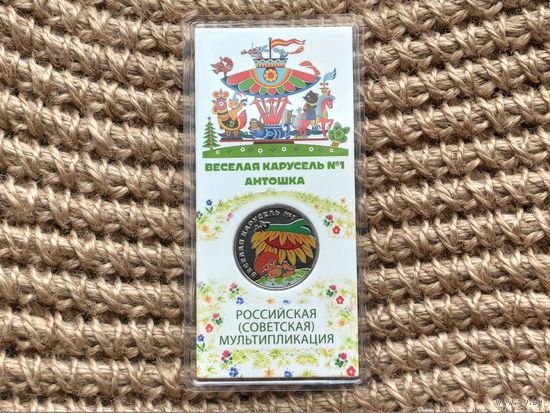 ВЕСЕЛАЯ КАРУСЕЛЬ №1
АНТОШКА
ВЕСЕЛАЯ КАРУСЕЛЬ №1
РОССИЙСКАЯ
(СОВЕТСКАЯ)
МУЛЬТИПЛИКАЦИЯ